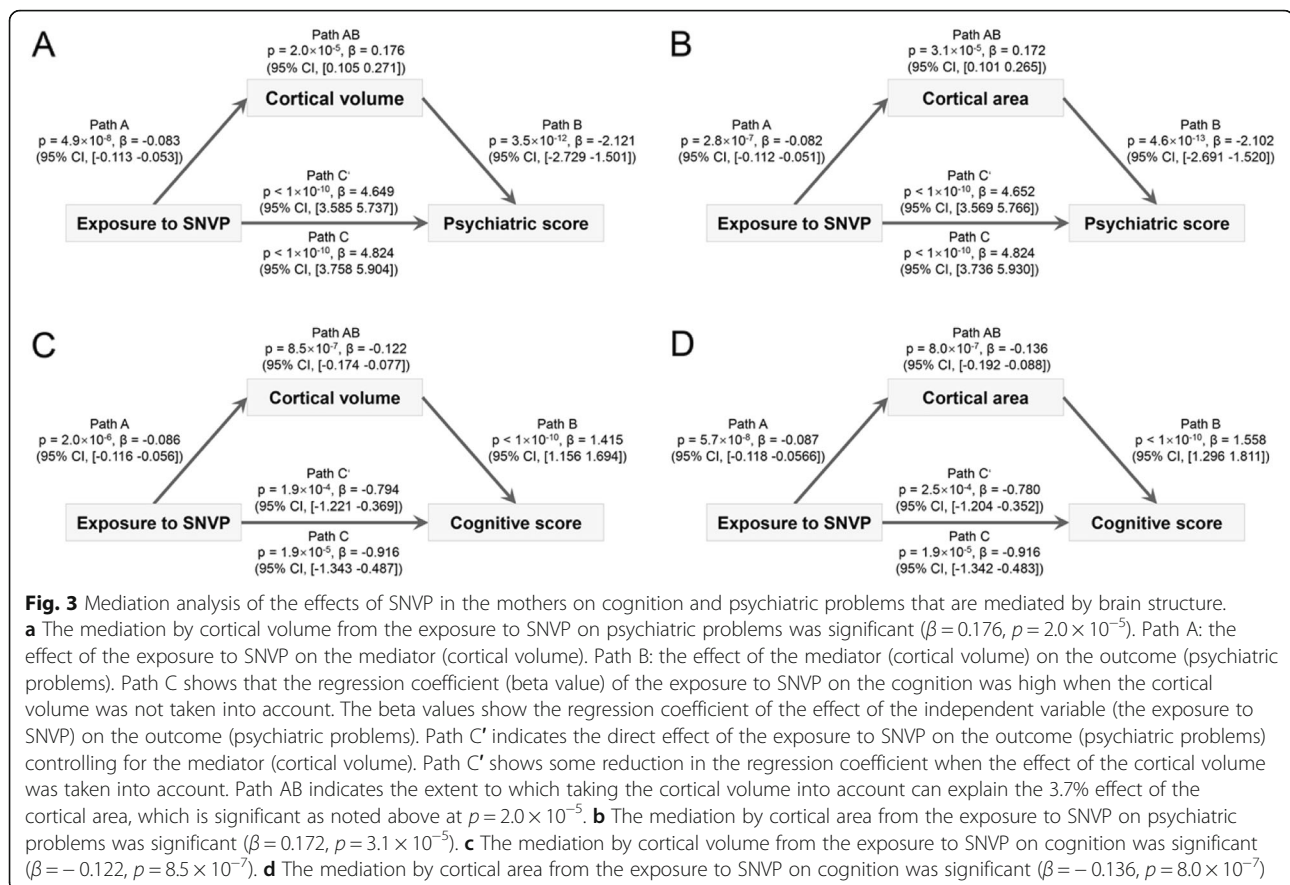 A
Path AB
p = 2.0×10⁻⁵, β = 0.176
(95% CI, [0.105 0.271])
Cortical volume
Path A
p = 4.9×10⁻⁸, β = -0.083
(95% CI, [-0.113 -0.053])
Path B
p = 3.5×10⁻¹², β = -2.121
(95% CI, [-2.729 -1.501])
Path C‘
p < 1×10⁻¹⁰, β = 4.649
(95% CI, [3.585 5.737])
Exposure to SNVP
Psychiatric score
Path C
p < 1×10⁻¹⁰, β = 4.824
(95% CI, [3.758 5.904])
B
Path AB
p = 3.1×10⁻⁵, β = 0.172
(95% CI, [0.101 0.265])
Cortical area
Path A
p = 2.8×10⁻⁷, β = -0.082
(95% CI, [-0.112 -0.051])
Path B
p = 4.6×10⁻¹³, β = -2.102
(95% CI, [-2.691 -1.520])
Path C‘
p < 1×10⁻¹⁰, β = 4.652
(95% CI, [3.569 5.766])
Exposure to SNVP
Psychiatric score
Path C
p < 1×10⁻¹⁰, β = 4.824
(95% CI, [3.736 5.930])
C
Path AB
p = 8.5×10⁻⁷, β = -0.122
(95% CI, [-0.174 -0.077])
Cortical volume
Path A
p = 2.0×10⁻⁶, β = -0.086
(95% CI, [-0.116 -0.056])
Path B
p < 1×10⁻¹⁰, β = 1.415
(95% CI, [1.156 1.694])
Path C‘
p = 1.9×10⁻⁴, β = -0.794
(95% CI, [-1.221 -0.369])
Exposure to SNVP
Cognitive score
Path C
p = 1.9×10⁻⁵, β = -0.916
(95% CI, [-1.343 -0.487])
D
Path AB
p = 8.0×10⁻⁷, β = -0.136
(95% CI, [-0.192 -0.088])
Cortical area
Path A
p = 5.7×10⁻⁸, β = -0.087
(95% CI, [-0.118 -0.0566])
Path B
p < 1×10⁻¹⁰, β = 1.558
(95% CI, [1.296 1.811])
Path C‘
p = 2.5×10⁻⁴, β = -0.780
(95% CI, [-1.204 -0.352])
Exposure to SNVP
Cognitive score
Path C
p = 1.9×10⁻⁵, β = -0.916
(95% CI, [-1.342 -0.483])
Fig. 3 Mediation analysis of the effects of SNVP in the mothers on cognition and psychiatric problems that are mediated by brain structure.
a The mediation by cortical volume from the exposure to SNVP on psychiatric problems was significant (β = 0.176, p = 2.0 × 10⁻⁵). Path A: the
effect of the exposure to SNVP on the mediator (cortical volume). Path B: the effect of the mediator (cortical volume) on the outcome (psychiatric
problems). Path C shows that the regression coefficient (beta value) of the exposure to SNVP on the cognition was high when the cortical
volume was not taken into account. The beta values show the regression coefficient of the effect of the independent variable (the exposure to
SNVP) on the outcome (psychiatric problems). Path C′ indicates the direct effect of the exposure to SNVP on the outcome (psychiatric problems)
controlling for the mediator (cortical volume). Path C′ shows some reduction in the regression coefficient when the effect of the cortical volume
was taken into account. Path AB indicates the extent to which taking the cortical volume into account can explain the 3.7% effect of the
cortical area, which is significant as noted above at p = 2.0 × 10⁻⁵. b The mediation by cortical area from the exposure to SNVP on psychiatric
problems was significant (β = 0.172, p = 3.1 × 10⁻⁵). c The mediation by cortical volume from the exposure to SNVP on cognition was significant
(β = − 0.122, p = 8.5 × 10⁻⁷). d The mediation by cortical area from the exposure to SNVP on cognition was significant (β = − 0.136, p = 8.0 × 10⁻⁷)